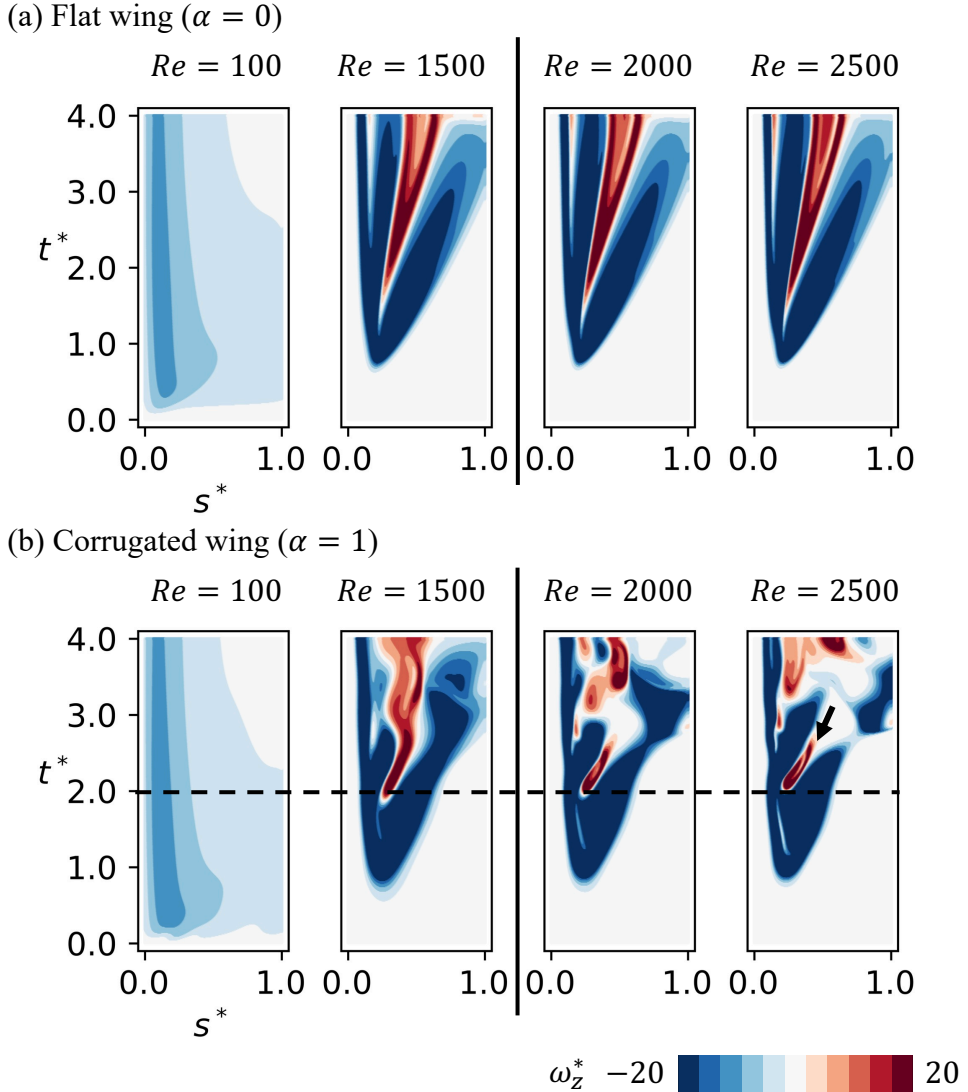 (a) Flat wing (α = 0)
Re = 100 Re = 1500 Re = 2000 Re = 2500
4.0
3.0
t*
2.0
1.0
0.0
0.0 1.0 0.0 1.0 0.0 1.0 0.0 1.0
s*
(b) Corrugated wing (α = 1)
Re = 100 Re = 1500 Re = 2000 Re = 2500
4.0
3.0
t*
2.0
1.0
0.0
0.0 1.0 0.0 1.0 0.0 1.0 0.0 1.0
s*
ω_z^* −20 20